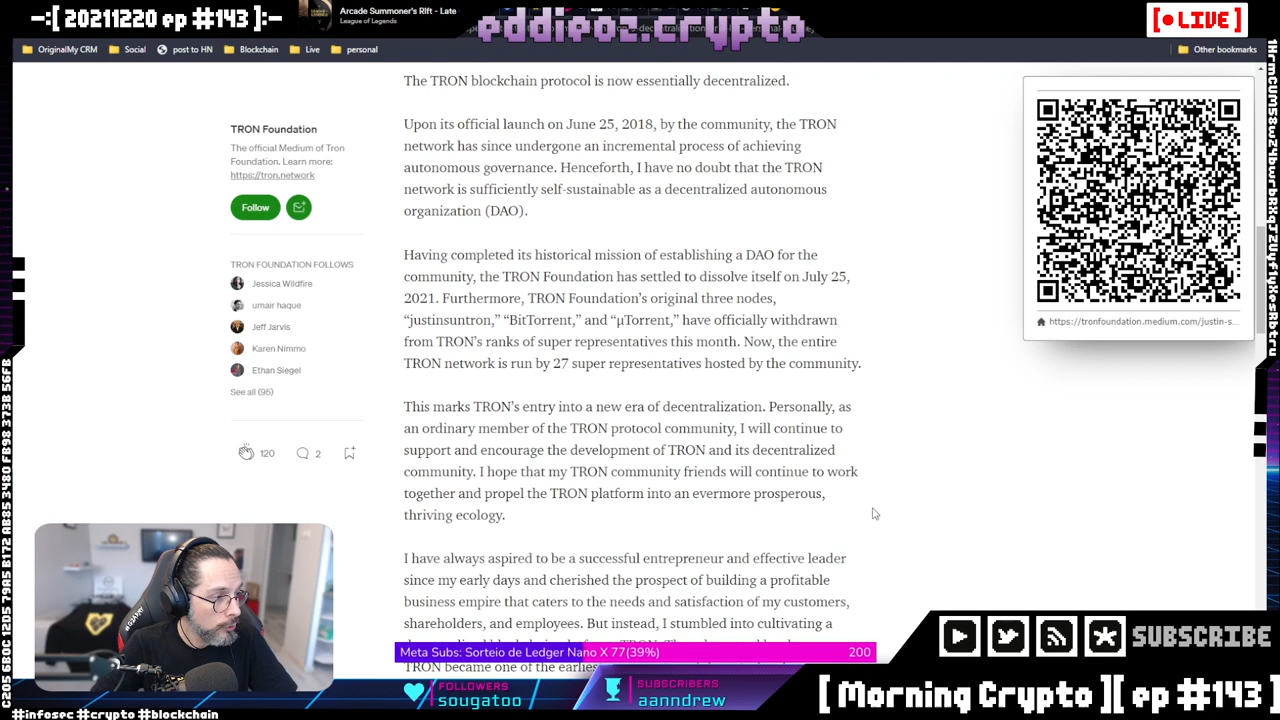 -:[ 20211220 ep #143 ]:-
Arcade Summoner's Rift - Late
League of Legends
eddieoz.crypto
[● LIVE]
OriginalMy CRM
Social
post to HN
Blockchain
Live
personal
Other bookmarks
The TRON blockchain protocol is now essentially decentralized.
TRON Foundation
The official Medium of Tron
Foundation. Learn more:
https://tron.network
Follow
TRON FOUNDATION FOLLOWS
Jessica Wildfire
umair haque
Jeff Jarvis
Karen Nimmo
Ethan Siegel
See all (95)
120
2
Upon its official launch on June 25, 2018, by the community, the TRON
network has since undergone an incremental process of achieving
autonomous governance. Henceforth, I have no doubt that the TRON
network is sufficiently self-sustainable as a decentralized autonomous
organization (DAO).
Having completed its historical mission of establishing a DAO for the
community, the TRON Foundation has settled to dissolve itself on July 25,
2021. Furthermore, TRON Foundation's original three nodes,
“justinsuntron,” “BitTorrent,” and “μTorrent,” have officially withdrawn
from TRON's ranks of super representatives this month. Now, the entire
TRON network is run by 27 super representatives hosted by the community.
This marks TRON's entry into a new era of decentralization. Personally, as
an ordinary member of the TRON protocol community, I will continue to
support and encourage the development of TRON and its decentralized
community. I hope that my TRON community friends will continue to work
together and propel the TRON platform into an evermore prosperous,
thriving ecology.
I have always aspired to be a successful entrepreneur and effective leader
since my early days and cherished the prospect of building a profitable
business empire that caters to the needs and satisfaction of my customers,
shareholders, and employees. But instead, I stumbled into cultivating a
TRON became one of the earlies
https://tronfoundation.medium.com/justin-s...
Meta Subs: Sorteio de Ledger Nano X 77(39%)
200
FOLLOWERS
sougatoo
SUBSCRIBERS
aanndrew
SUBSCRIBE
[ Morning Crypto ][ ep #143 ]
#infosec #crypto #blockchain